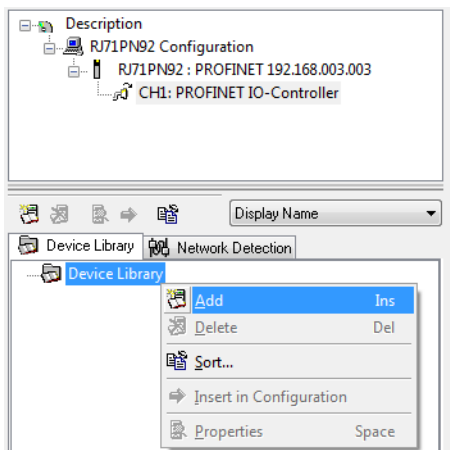 Description
RJ71PN92 Configuration
RJ71PN92 : PROFINET 192.168.003.003
CH1: PROFINET IO-Controller
Display Name
Device Library Network Detection
Device Library
Add Ins
Delete Del
Sort...
Insert in Configuration
Properties Space